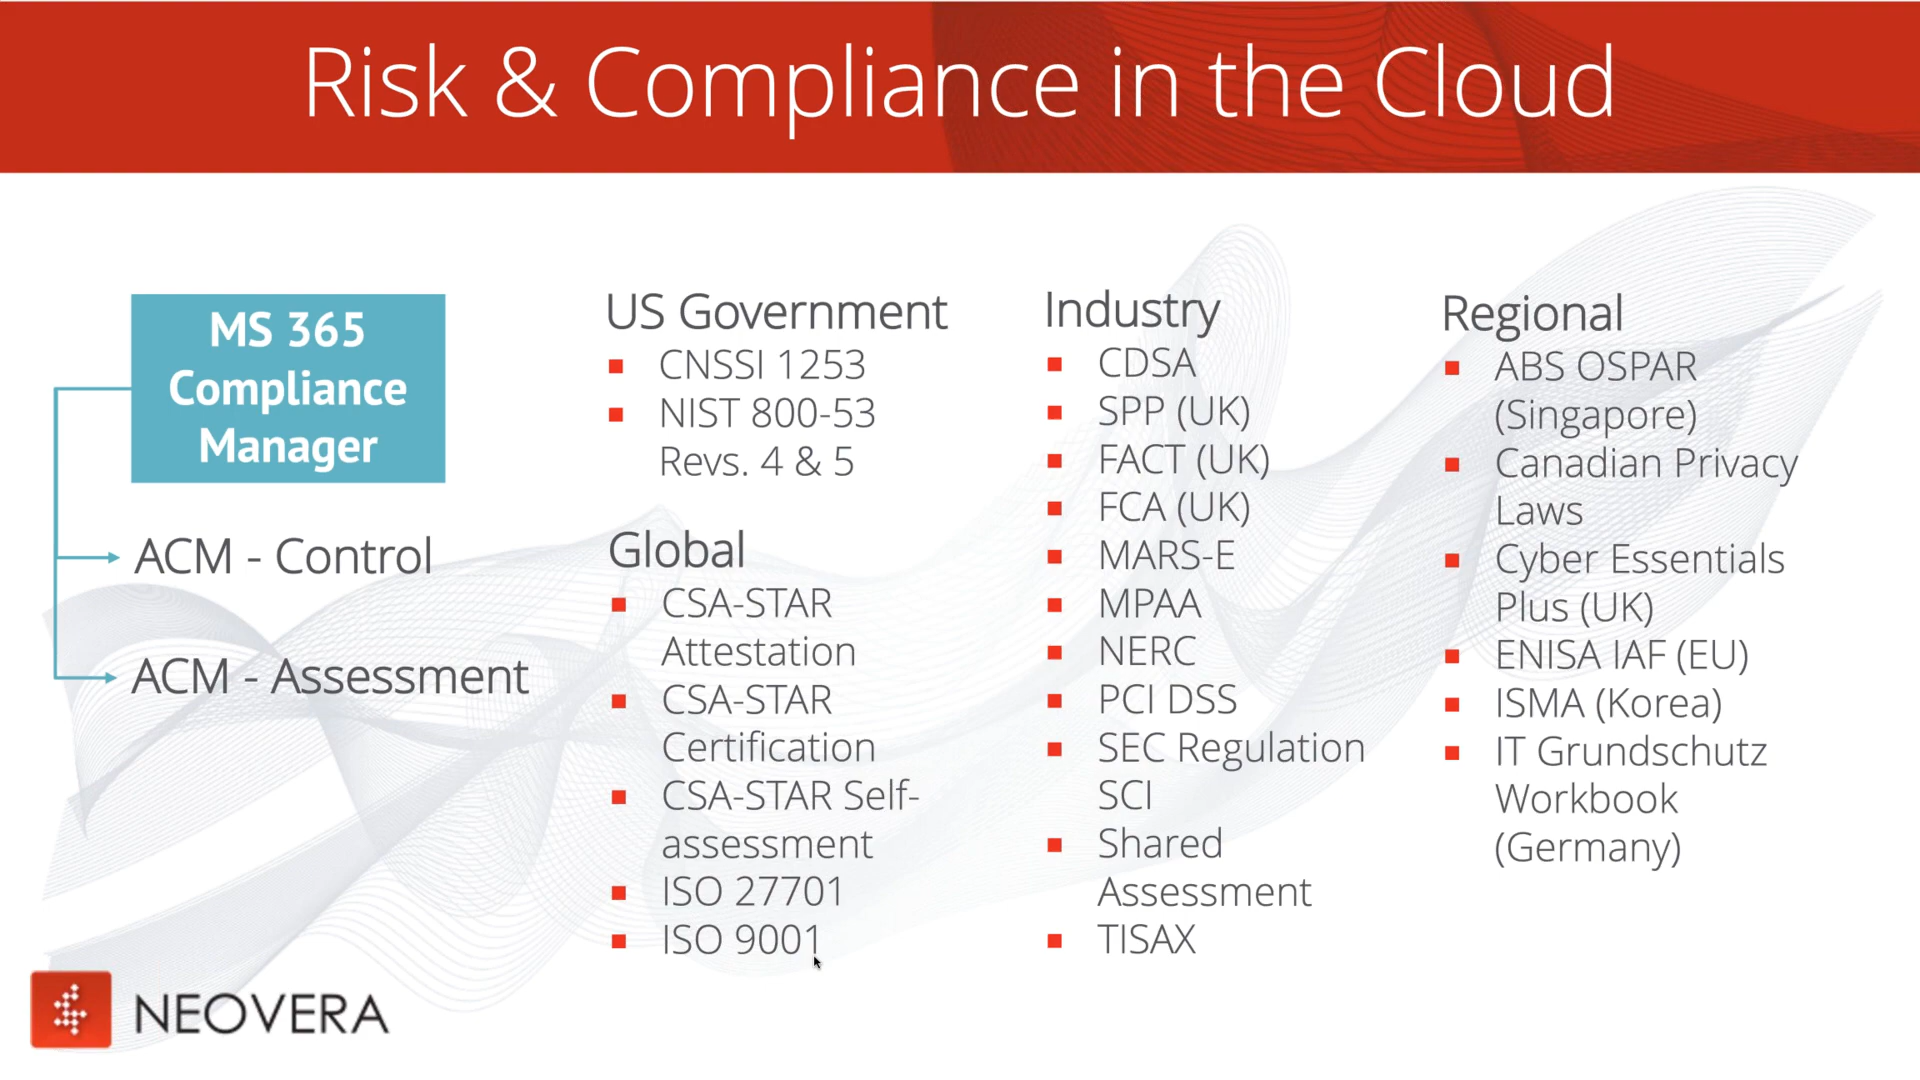 Risk & Compliance in the Cloud
MS 365
Compliance
Manager
ACM - Control
ACM - Assessment
US Government
CNSSI 1253
NIST 800-53
Revs. 4 & 5
Global
CSA-STAR
Attestation
CSA-STAR
Certification
CSA-STAR Self-
assessment
ISO 27701
ISO 9001
Industry
CDSA
SPP (UK)
FACT (UK)
FCA (UK)
MARS-E
MPAA
NERC
PCI DSS
SEC Regulation
SCI
Shared
Assessment
TISAX
Regional
ABS OSPAR
(Singapore)
Canadian Privacy
Laws
Cyber Essentials
Plus (UK)
ENISA IAF (EU)
ISMA (Korea)
IT Grundschutz
Workbook
(Germany)
NEOVERA